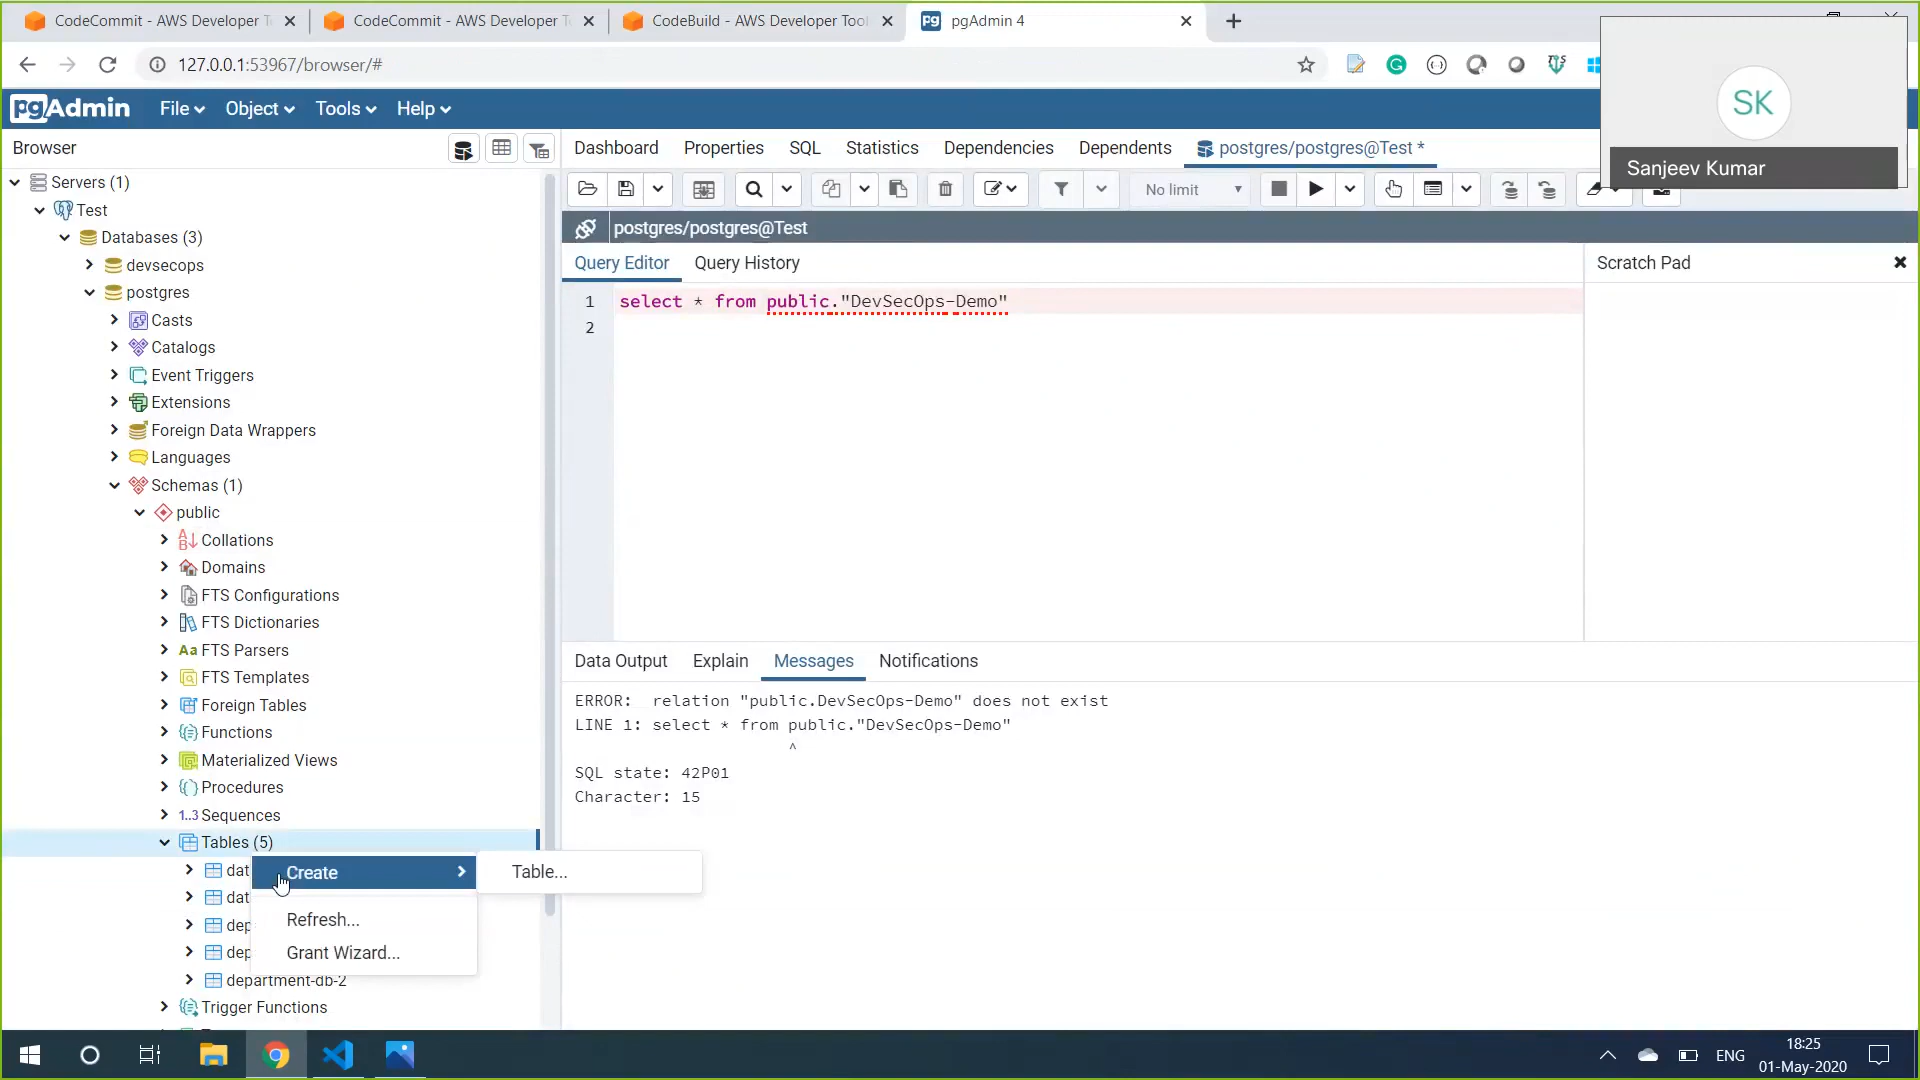 CodeCommit - AWS Developer To
CodeCommit - AWS Developer To
CodeBuild - AWS Developer Tool
pgAdmin 4
127.0.0.1:53967/browser/#
SK
Sanjeev Kumar
pgAdmin
File
Object
Tools
Help
Browser
Dashboard
Properties
SQL
Statistics
Dependencies
Dependents
postgres/postgres@Test *
No limit
postgres/postgres@Test
Query Editor
Query History
Scratch Pad
1 select * from public."DevSecOps-Demo"
2
Servers (1)
Test
Databases (3)
devsecops
postgres
Casts
Catalogs
Event Triggers
Extensions
Foreign Data Wrappers
Languages
Schemas (1)
public
Collations
Domains
FTS Configurations
FTS Dictionaries
Aa FTS Parsers
FTS Templates
Foreign Tables
Functions
Materialized Views
Procedures
1..3 Sequences
Tables (5)
dat
dat
dep
dep
department-db-2
Trigger Functions
Create
Table...
Refresh...
Grant Wizard...
Data Output
Explain
Messages
Notifications
ERROR:  relation "public.DevSecOps-Demo" does not exist
LINE 1: select * from public."DevSecOps-Demo"
^
SQL state: 42P01
Character: 15
ENG
18:25
01-May-2020